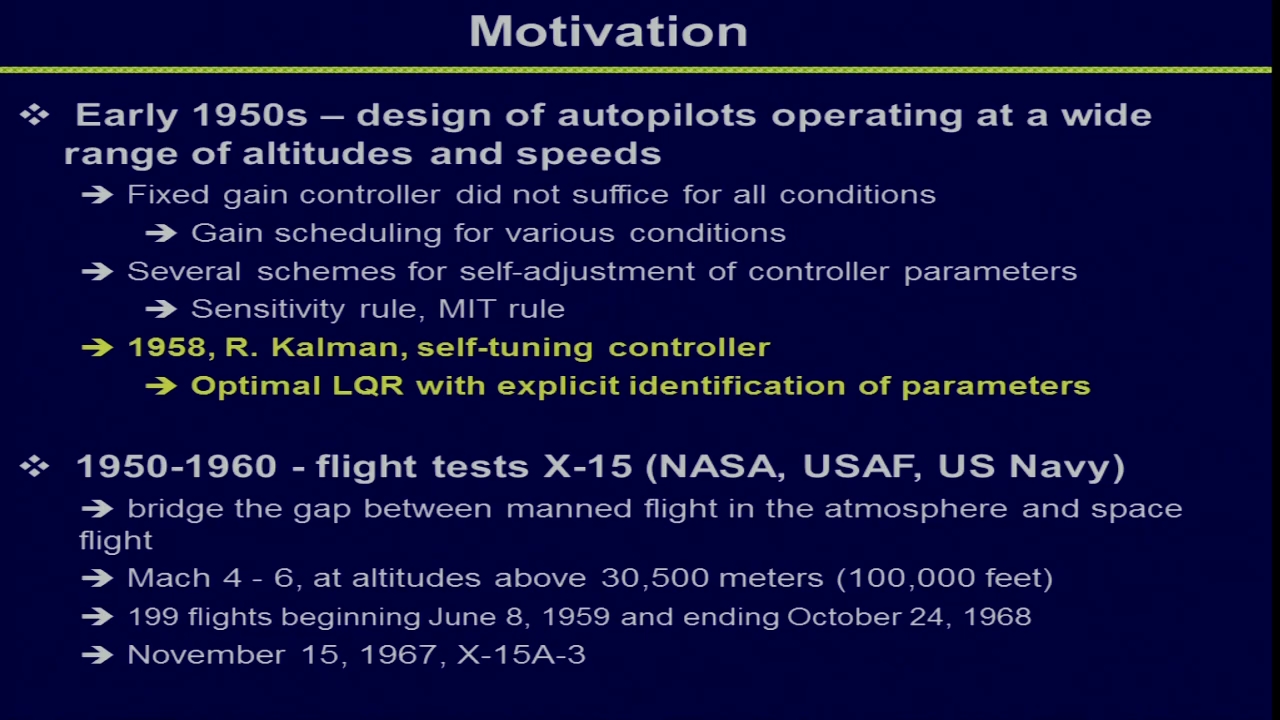 Motivation
❖ Early 1950s – design of autopilots operating at a wide
range of altitudes and speeds
➔ Fixed gain controller did not suffice for all conditions
➔ Gain scheduling for various conditions
➔ Several schemes for self-adjustment of controller parameters
➔ Sensitivity rule, MIT rule
➔ 1958, R. Kalman, self-tuning controller
➔ Optimal LQR with explicit identification of parameters
❖ 1950-1960 - flight tests X-15 (NASA, USAF, US Navy)
➔ bridge the gap between manned flight in the atmosphere and space
flight
➔ Mach 4 - 6, at altitudes above 30,500 meters (100,000 feet)
➔ 199 flights beginning June 8, 1959 and ending October 24, 1968
➔ November 15, 1967, X-15A-3